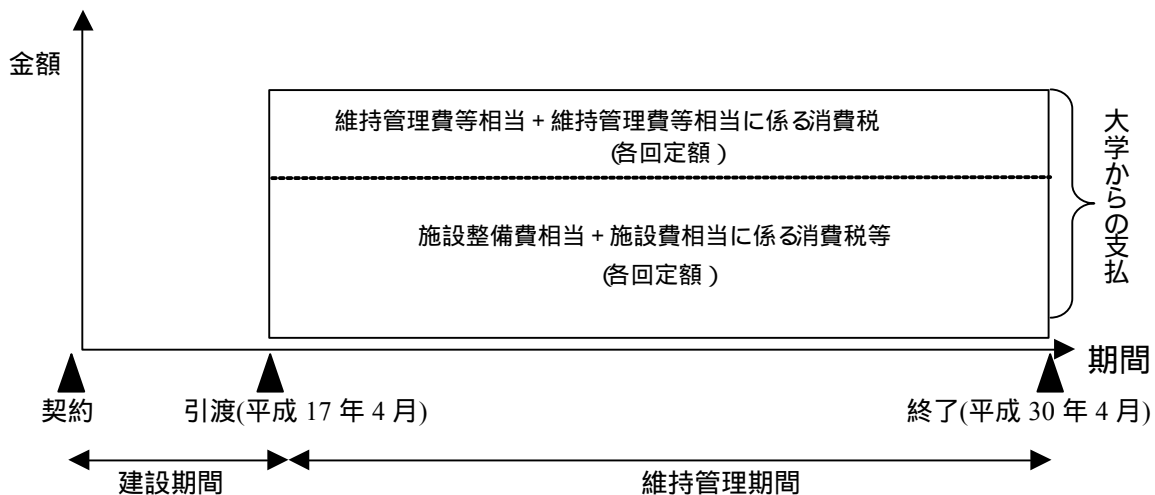 金額
維持管理費等相当 + 維持管理費等相当に係る消費税
(各回定額)
施設整備費相当 + 施設費相当に係る消費税等
(各回定額)
大学からの支払
期間
契約
引渡(平成 17 年 4 月)
終了(平成 30 年 4 月)
建設期間
維持管理期間